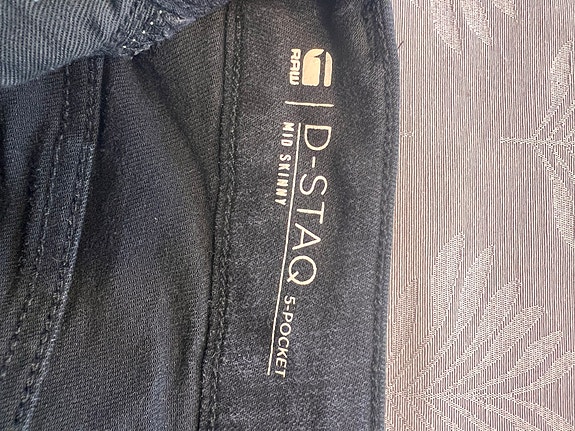 RAW
D-STAQ 5-POCKET
MID SKINNY